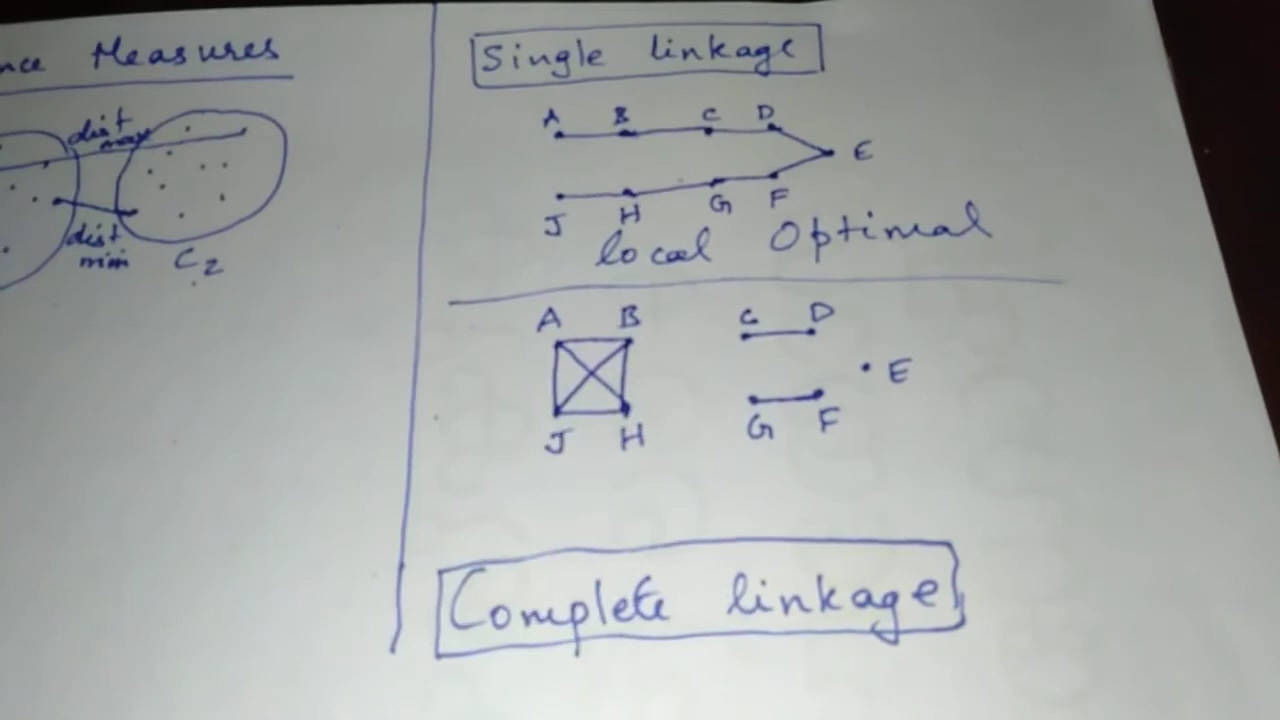 Measures
dist
max
dist
min
C2
Single linkage
A B C D
E
J H G F
local Optimal
A B C D
E
J H G F
Complete linkage